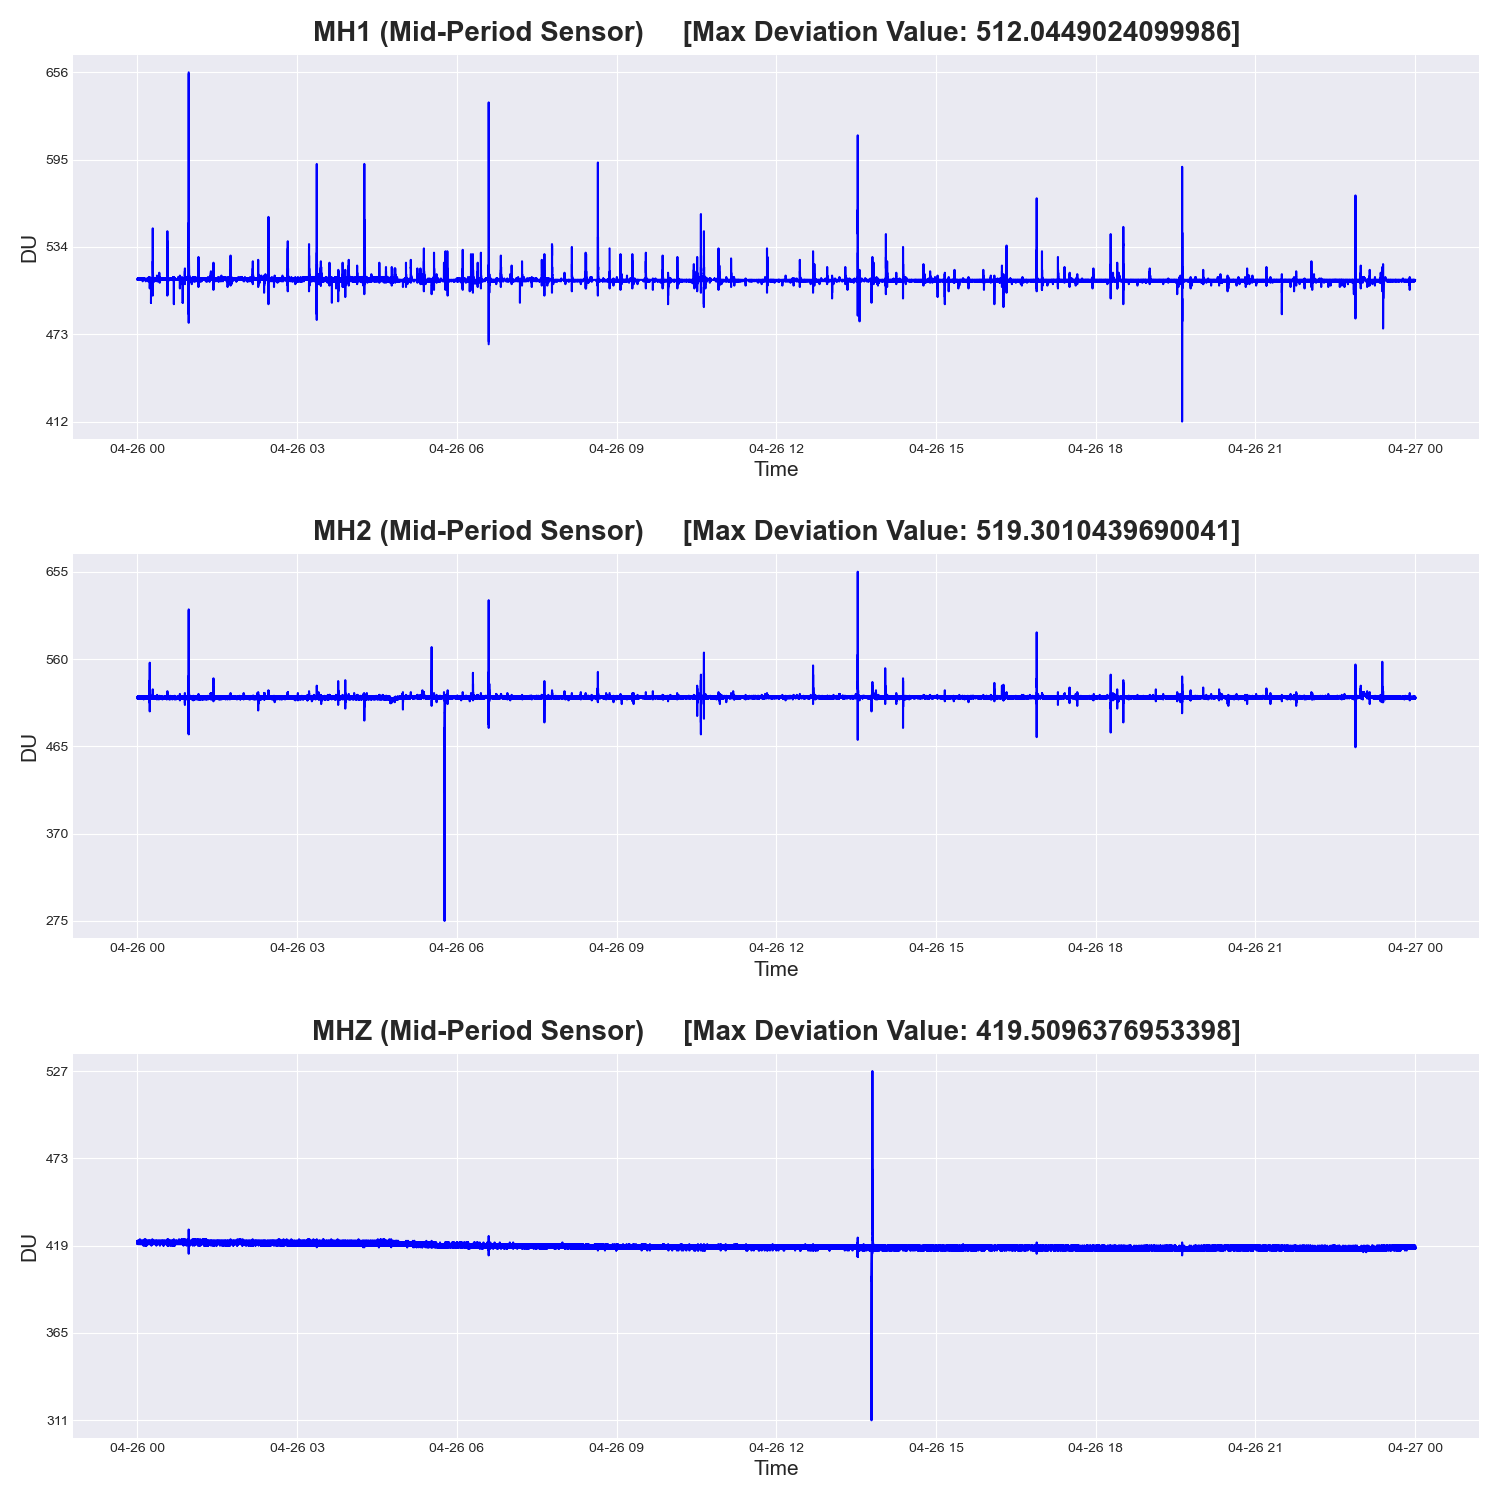 MH1 (Mid-Period Sensor) [Max Deviation Value: 512.0449024099986]
656
595
534
473
412
DU
04-26 00 04-26 03 04-26 06 04-26 09 04-26 12 04-26 15 04-26 18 04-26 21 04-27 00
Time
MH2 (Mid-Period Sensor) [Max Deviation Value: 519.3010439690041]
655
560
465
370
275
DU
04-26 00 04-26 03 04-26 06 04-26 09 04-26 12 04-26 15 04-26 18 04-26 21 04-27 00
Time
MHZ (Mid-Period Sensor) [Max Deviation Value: 419.5096376953398]
527
473
419
365
311
DU
04-26 00 04-26 03 04-26 06 04-26 09 04-26 12 04-26 15 04-26 18 04-26 21 04-27 00
Time